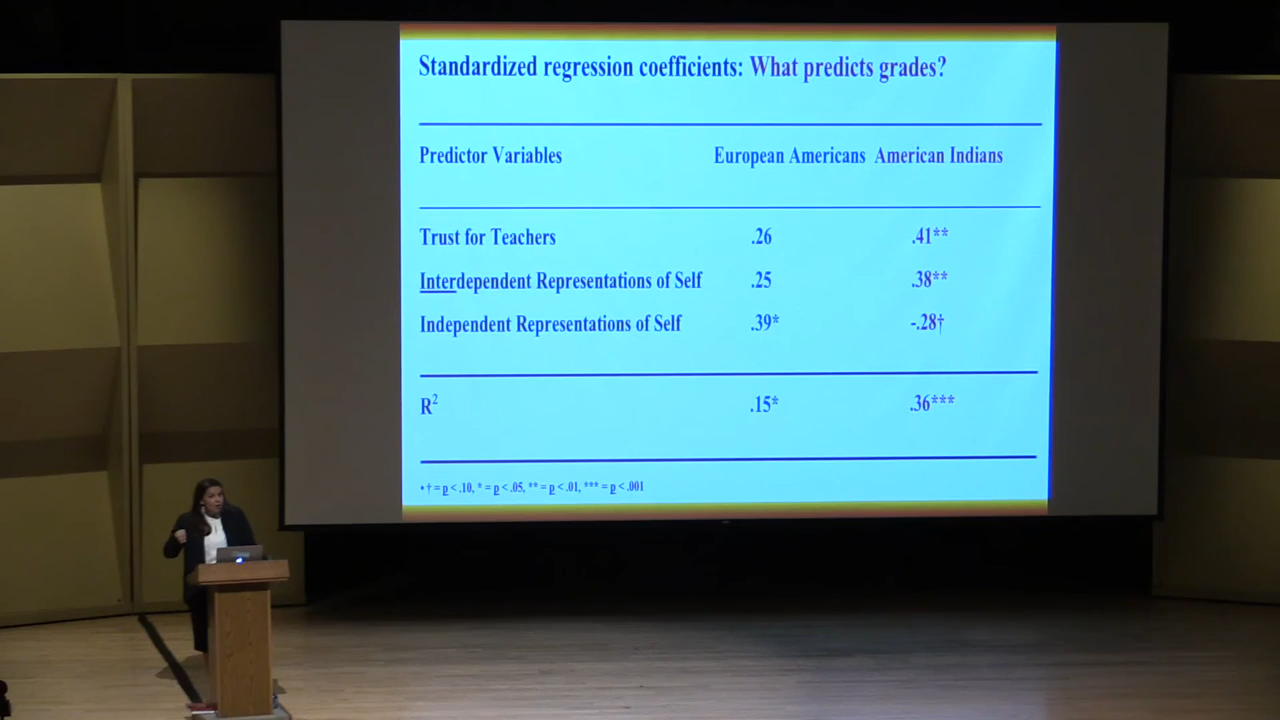 Standardized regression coefficients: What predicts grades?
Predictor Variables European Americans American Indians
Trust for Teachers .26 .41**
Interdependent Representations of Self .25 .38**
Independent Representations of Self .39* -.28†
R² .15* .36***
• † = p < .10, * = p < .05, ** = p < .01, *** = p < .001